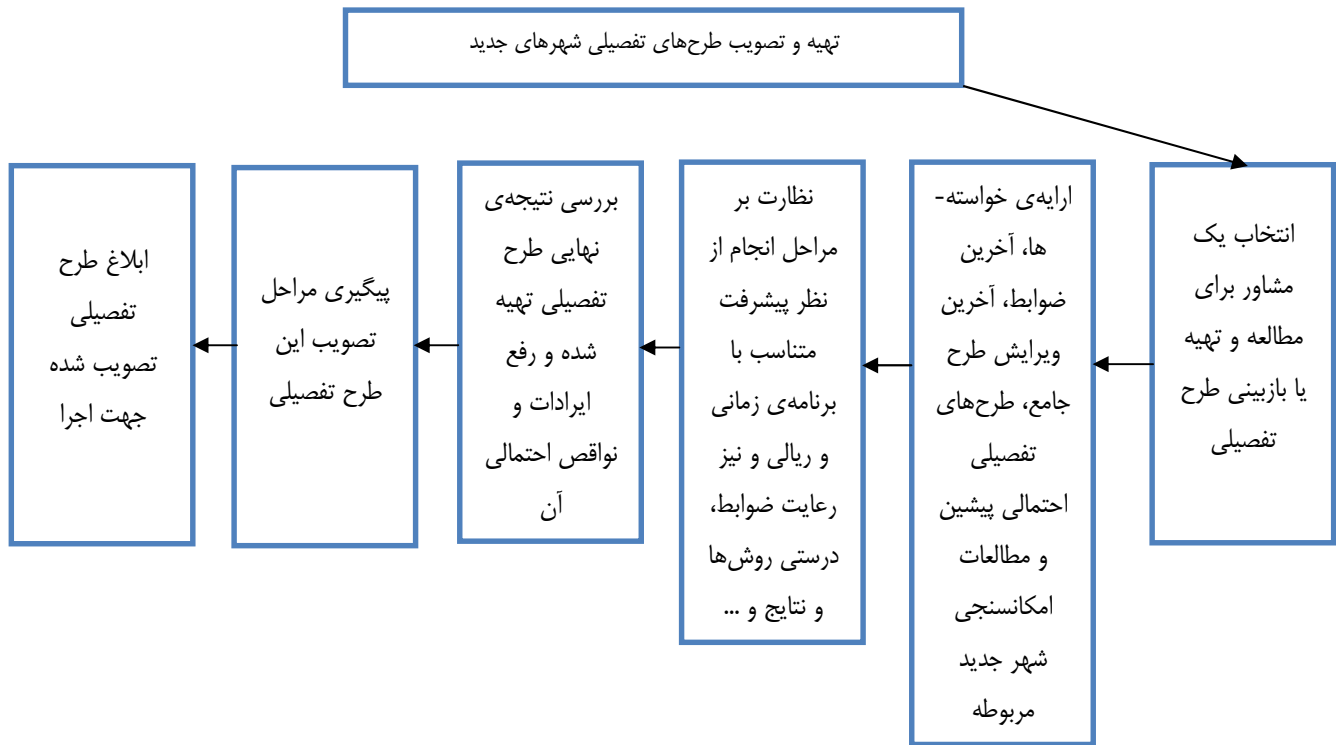 تهیه و تصویب طرح‌های تفصیلی شهرهای جدید
انتخاب یک
مشاور برای
مطالعه و تهیه
یا بازبینی طرح
تفصیلی
ارایه‌ی خواسته-
ها، آخرین
ضوابط، آخرین
ویرایش طرح
جامع، طرح‌های
تفصیلی
احتمالی پیشین
و مطالعات
امکانسنجی
شهر جدید
مربوطه
نظارت بر
مراحل انجام از
نظر پیشرفت
متناسب با
برنامه‌ی زمانی
و ریالی و نیز
رعایت ضوابط،
درستی روش‌ها
و نتایج و ...
بررسی نتیجه‌ی
نهایی طرح
تفصیلی تهیه
شده و رفع
ایرادات و
نواقص احتمالی
آن
پیگیری مراحل
تصویب این
طرح تفصیلی
ابلاغ طرح
تفصیلی
تصویب شده
جهت اجرا